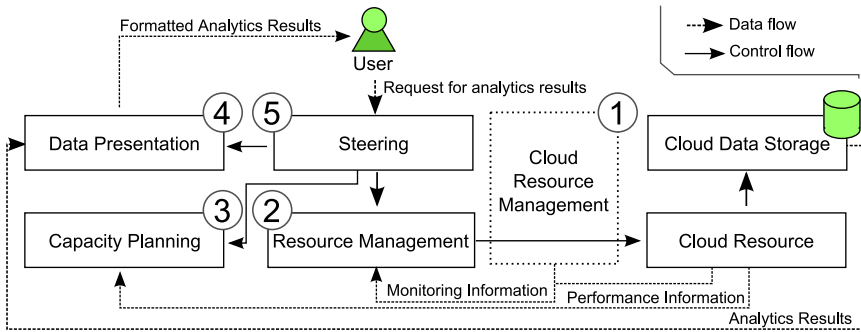 Formatted Analytics Results
User
Data flow
Control flow
Request for analytics results
4
5
1
Data Presentation
Steering
Cloud
Resource
Management
Cloud Data Storage
3
2
Capacity Planning
Resource Management
Cloud Resource
Monitoring Information
Performance Information
Analytics Results